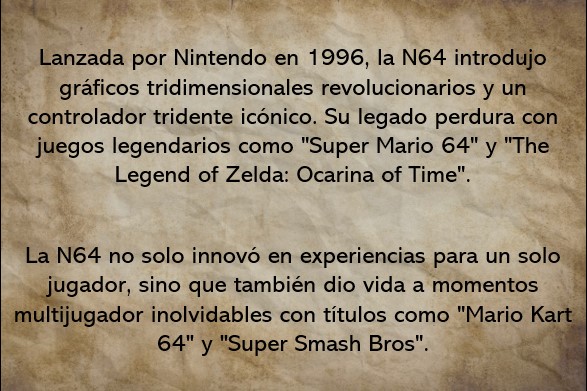 Lanzada por Nintendo en 1996, la N64 introdujo
gráficos tridimensionales revolucionarios y un
controlador tridente icónico. Su legado perdura con
juegos legendarios como "Super Mario 64" y "The
Legend of Zelda: Ocarina of Time".
La N64 no solo innovó en experiencias para un solo
jugador, sino que también dio vida a momentos
multijugador inolvidables con títulos como "Mario Kart
64" y "Super Smash Bros".